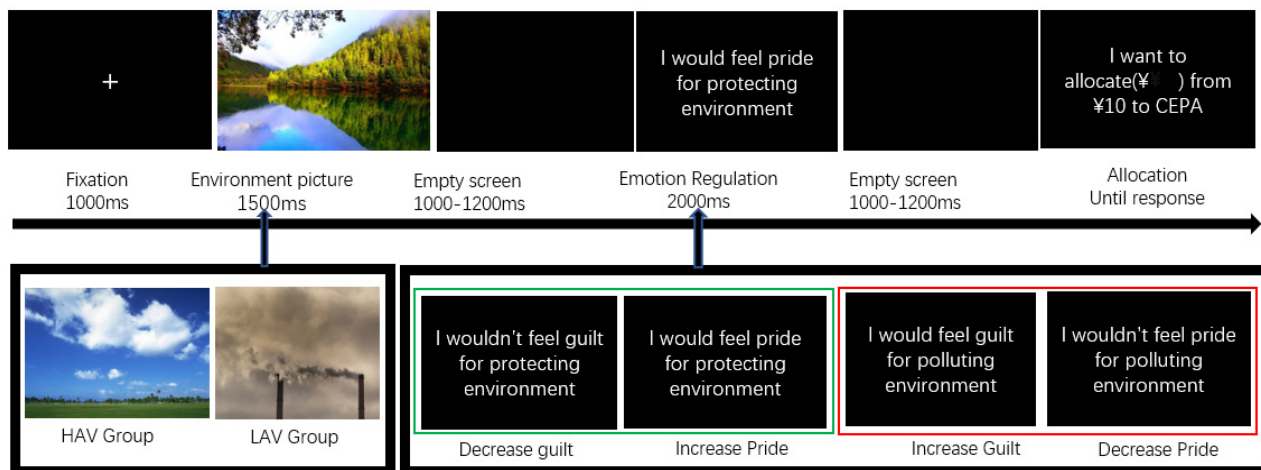 +
I would feel pride
for protecting
environment
I want to
allocate(¥ ¥ ) from
¥10 to CEPA
Fixation
1000ms
Environment picture
1500ms
Empty screen
1000-1200ms
Emotion Regulation
2000ms
Empty screen
1000-1200ms
Allocation
Until response
HAV Group
LAV Group
I wouldn't feel guilt
for protecting
environment
I would feel pride
for protecting
environment
I would feel guilt
for polluting
environment
I wouldn't feel pride
for polluting
environment
Decrease guilt
Increase Pride
Increase Guilt
Decrease Pride